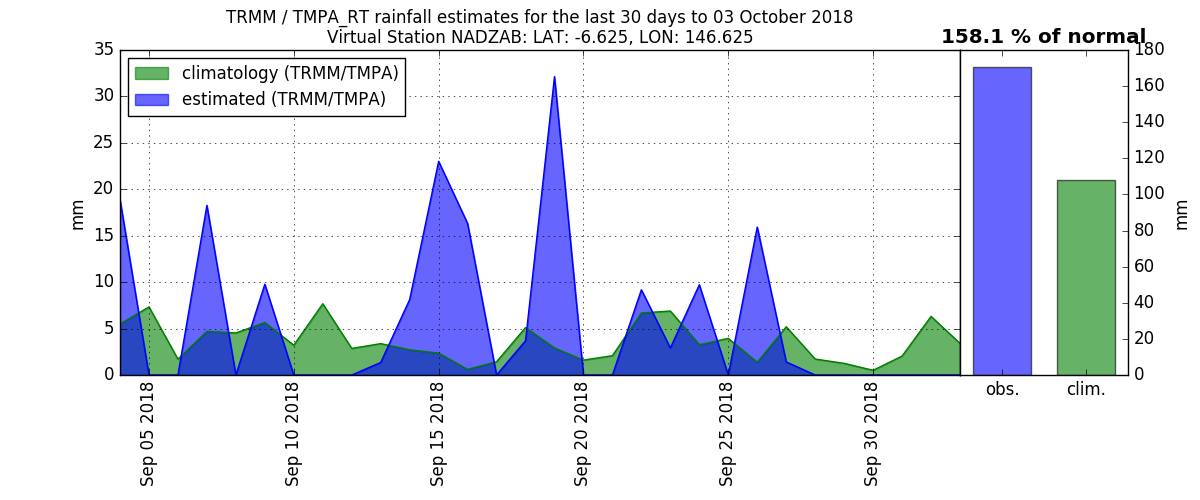 TRMM / TMPA_RT rainfall estimates for the last 30 days to 03 October 2018
Virtual Station NADZAB: LAT: -6.625, LON: 146.625
158.1 % of normal
climatology (TRMM/TMPA)
estimated (TRMM/TMPA)
35
30
25
20
15
10
5
0
mm
Sep 05 2018
Sep 10 2018
Sep 15 2018
Sep 20 2018
Sep 25 2018
Sep 30 2018
obs.
clim.
180
160
140
120
100
80
60
40
20
0
mm